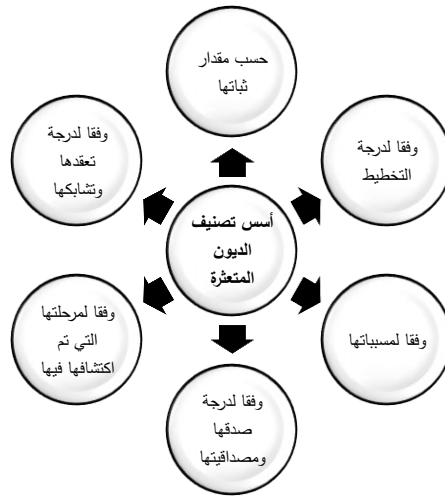 حسب مقدار
ثباتها
وفقا لدرجة
التخطيط
وفقا لمسبباتها
وفقا لدرجة
صدقها
ومصداقيتها
وفقا لمرحلتها
التي تم
اكتشافها فيها
وفقا لدرجة
تعقدها
وتشابكها
أسس تصنيف
الديون
المتعثرة